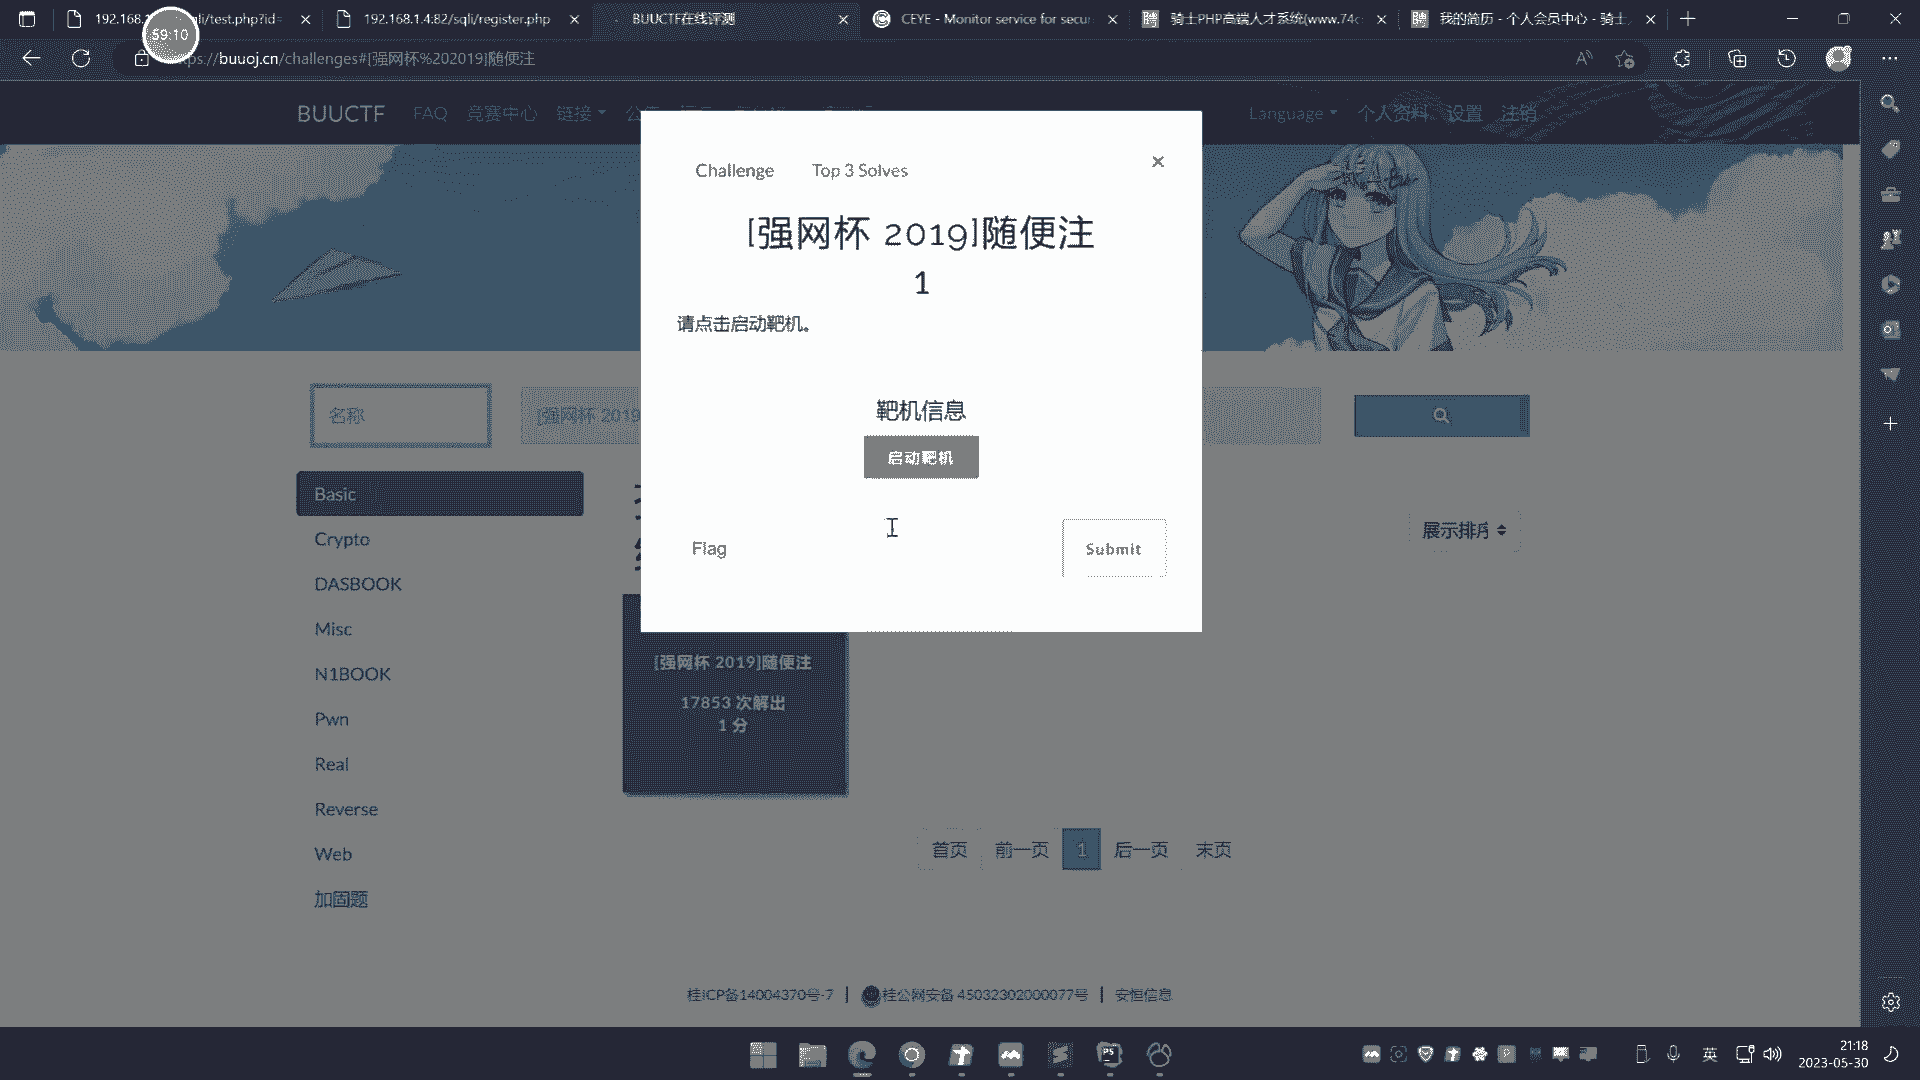 sqli/test.php?id=
192.168.1.4:82/sqli/register.php
BUUCTF在线评测
CEYE - Monitor service for secur
骑士PHP高端人才系统(www.74c
我的简历 - 个人会员中心 - 骑士
59:10
ps://buuoj.cn/challenges#[强网杯%202019]随便注
BUUCTF
FAQ
竞赛中心
链接
Language
个人资料
设置
注销
Challenge
Top 3 Solves
[强网杯 2019]随便注
1
请点击启动靶机。
靶机信息
启动靶机
Flag
Submit
名称
[强网杯 2019
展示排序
Basic
Crypto
DASBOOK
Misc
N1BOOK
Pwn
Real
Reverse
Web
加固题
[强网杯 2019]随便注
17853 次解出
1 分
首页
前一页
1
后一页
末页
桂ICP备14004370号-7
桂公网安备 45032302000077号
安恒信息
英
21:18
2023-05-30